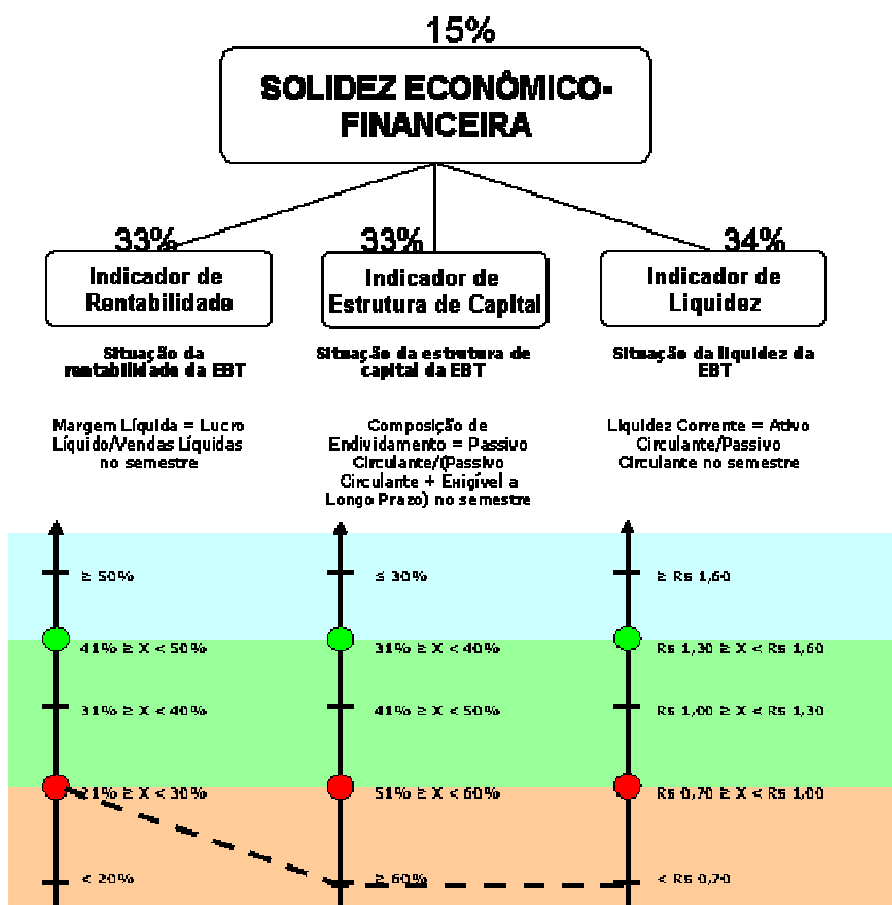 15%
SOLIDEZ ECONÔMICO-
FINANCEIRA
33%
33%
34%
Indicador de
Rentabilidade
Indicador de
Estrutura de Capital
Indicador de
Liquidez
Situação da
rentabilidade da EBT
Situação da estrutura de
capital da EBT
Situação da liquidez da
EBT
Margem Líquida = Lucro
Líquido/Vendas Líquidas
no semestre
Composição de
Endividamento = Passivo
Circulante/(Passivo
Circulante + Exigível a
Longo Prazo) no semestre
Liquidez Corrente = Ativo
Circulante/Passivo
Circulante no semestre
≥ 50%
≤ 30%
≥ R$ 1,60
41% ≥ X < 50%
31% ≥ X < 40%
R$ 1,30 ≥ X < R$ 1,60
31% ≥ X < 40%
41% ≥ X < 50%
R$ 1,00 ≥ X < R$ 1,30
21% ≥ X < 30%
51% ≥ X < 60%
R$ 0,70 ≥ X < R$ 1,00
< 20%
≥ 60%
< R$ 0,70